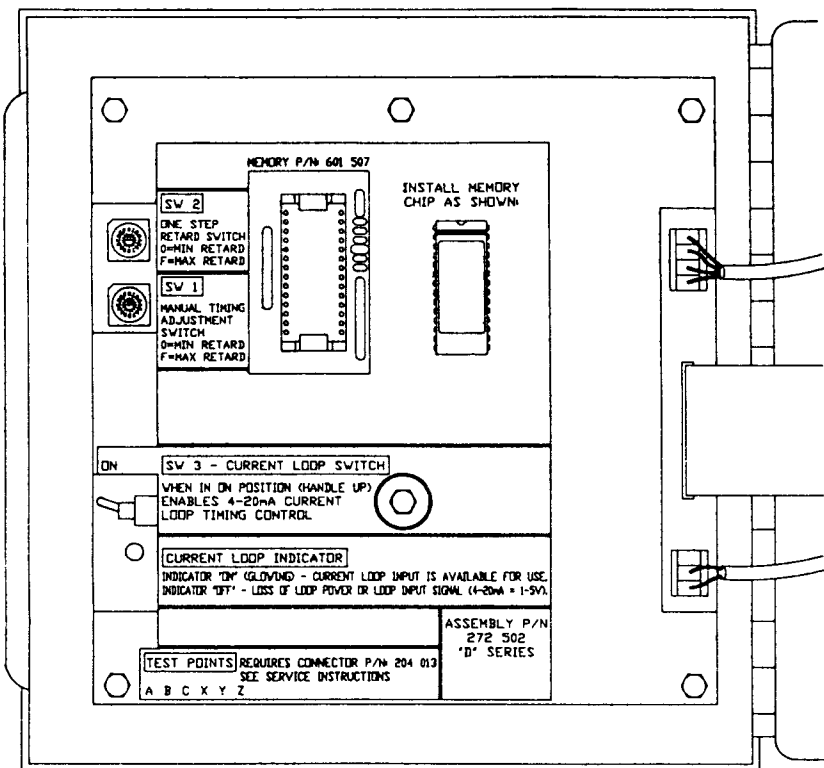 MEMORY P/N 601 507
INSTALL MEMORY
CHIP AS SHOWN:
SW 2
ONE STEP
RETARD SWITCH
0=MIN RETARD
F=MAX RETARD
SW 1
MANUAL TIMING
ADJUSTMENT
SWITCH
0=MIN RETARD
F=MAX RETARD
ON
SW 3 - CURRENT LOOP SWITCH
WHEN IN ON POSITION (HANDLE UP)
ENABLES 4-20mA CURRENT
LOOP TIMING CONTROL
CURRENT LOOP INDICATOR
INDICATOR "ON" (GLOWING) - CURRENT LOOP INPUT IS AVAILABLE FOR USE.
INDICATOR "OFF" - LOSS OF LOOP POWER OR LOOP INPUT SIGNAL (4-20mA = 1-5V).
ASSEMBLY P/N
272 502
"D" SERIES
TEST POINTS REQUIRES CONNECTOR P/N 204 013
SEE SERVICE INSTRUCTIONS
A B C X Y Z